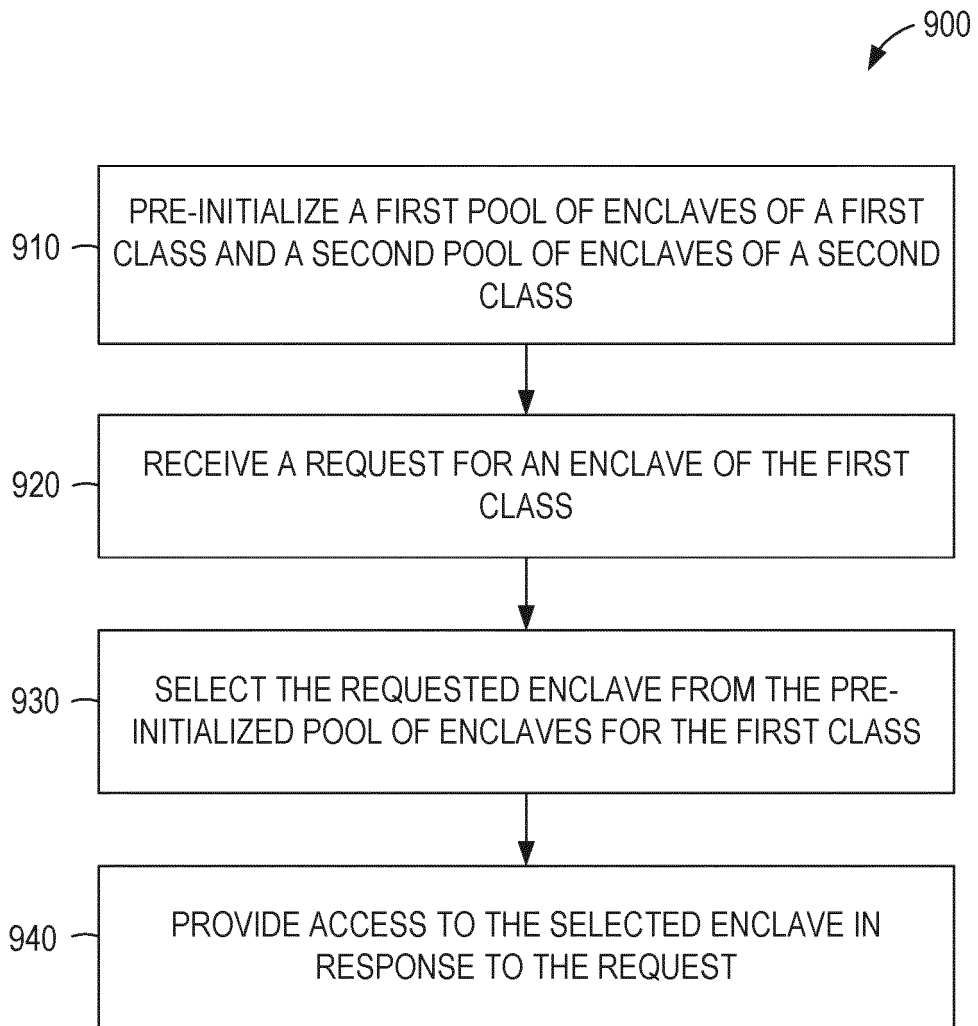 900
910
PRE-INITIALIZE A FIRST POOL OF ENCLAVES OF A FIRST
CLASS AND A SECOND POOL OF ENCLAVES OF A SECOND
CLASS
920
RECEIVE A REQUEST FOR AN ENCLAVE OF THE FIRST
CLASS
930
SELECT THE REQUESTED ENCLAVE FROM THE PRE-
INITIALIZED POOL OF ENCLAVES FOR THE FIRST CLASS
940
PROVIDE ACCESS TO THE SELECTED ENCLAVE IN
RESPONSE TO THE REQUEST